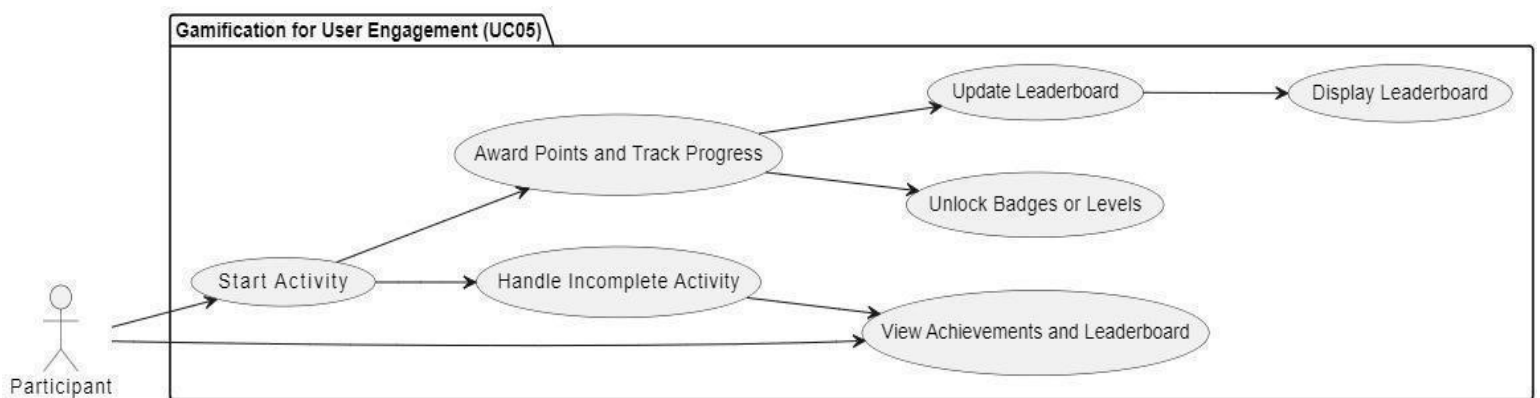 Gamification for User Engagement (UC05)
Update Leaderboard
Display Leaderboard
Award Points and Track Progress
Unlock Badges or Levels
Start Activity
Handle Incomplete Activity
View Achievements and Leaderboard
Participant